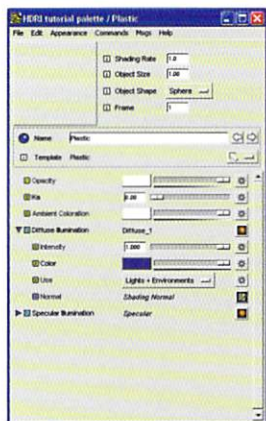 HDRI tutorial palette / Plastic
File Edit Appearance Commands Msgs Help
Shading Rate 1.0
Object Size 1.00
Object Shape Sphere
Frame 1
Name Plastic
Template Plastic
Opacity
Ka 0.00
Ambient Coloration
Diffuse Illumination Diffuse_1
Intensity 1.000
Color
Use Lights + Environments
Normal Shading Normal
Specular Illumination Specular